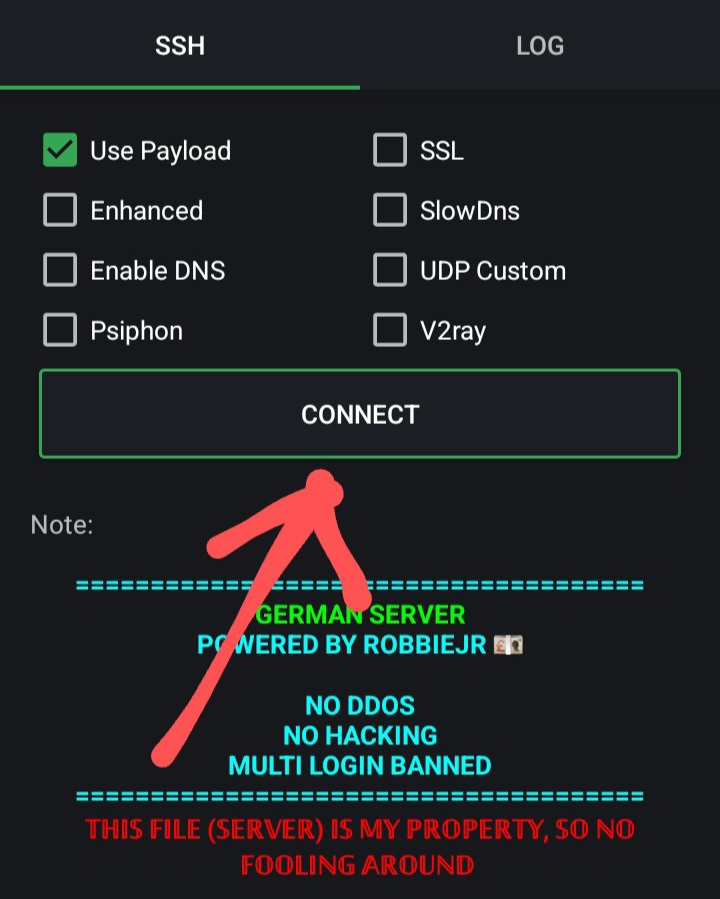 SSH LOG
Use Payload SSL
Enhanced SlowDns
Enable DNS UDP Custom
Psiphon V2ray
CONNECT
Note:
======================================
GERMAN SERVER
POWERED BY ROBBIEJR 💷
NO DDOS
NO HACKING
MULTI LOGIN BANNED
======================================
THIS FILE (SERVER) IS MY PROPERTY, SO NO
FOOLING AROUND